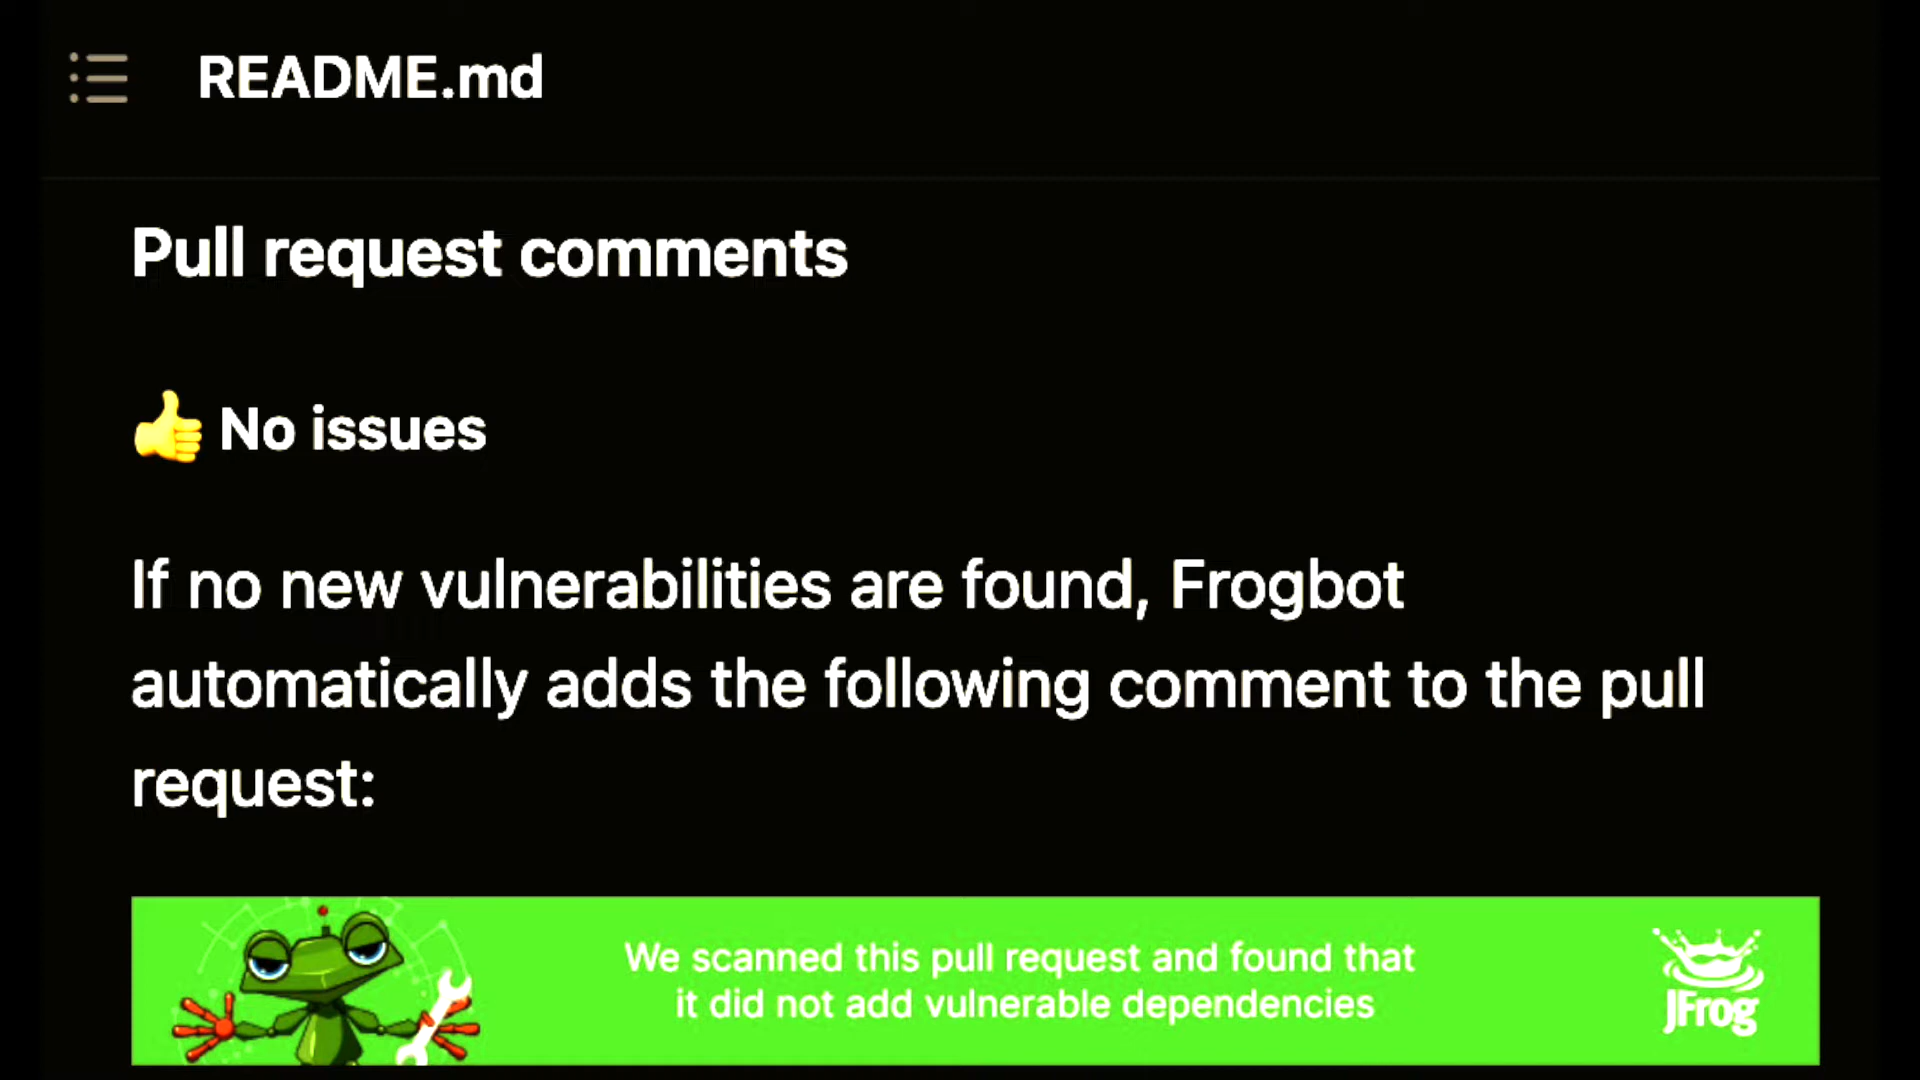 README.md
Pull request comments
👍 No issues
If no new vulnerabilities are found, Frogbot
automatically adds the following comment to the pull
request:
We scanned this pull request and found that
it did not add vulnerable dependencies
JFrog